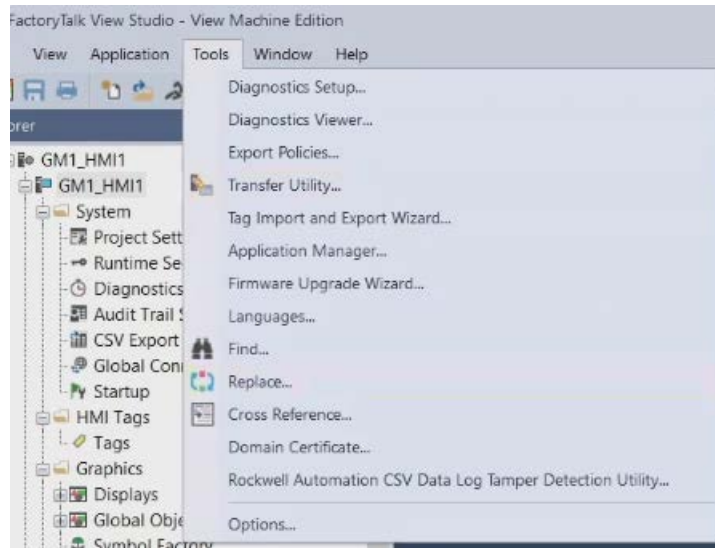 FactoryTalk View Studio - View Machine Edition
View Application Tools Window Help
Diagnostics Setup...
Diagnostics Viewer...
Export Policies...
Transfer Utility...
Tag Import and Export Wizard...
Application Manager...
Firmware Upgrade Wizard...
Languages...
Find...
Replace...
Cross Reference...
Domain Certificate...
Rockwell Automation CSV Data Log Tamper Detection Utility...
Options...
orer
GM1_HMI1
GM1_HMI1
System
Project Sett
Runtime Se
Diagnostics
Audit Trail S
CSV Export
Global Con
Startup
HMI Tags
Tags
Graphics
Displays
Global Obje
Symbol Factory